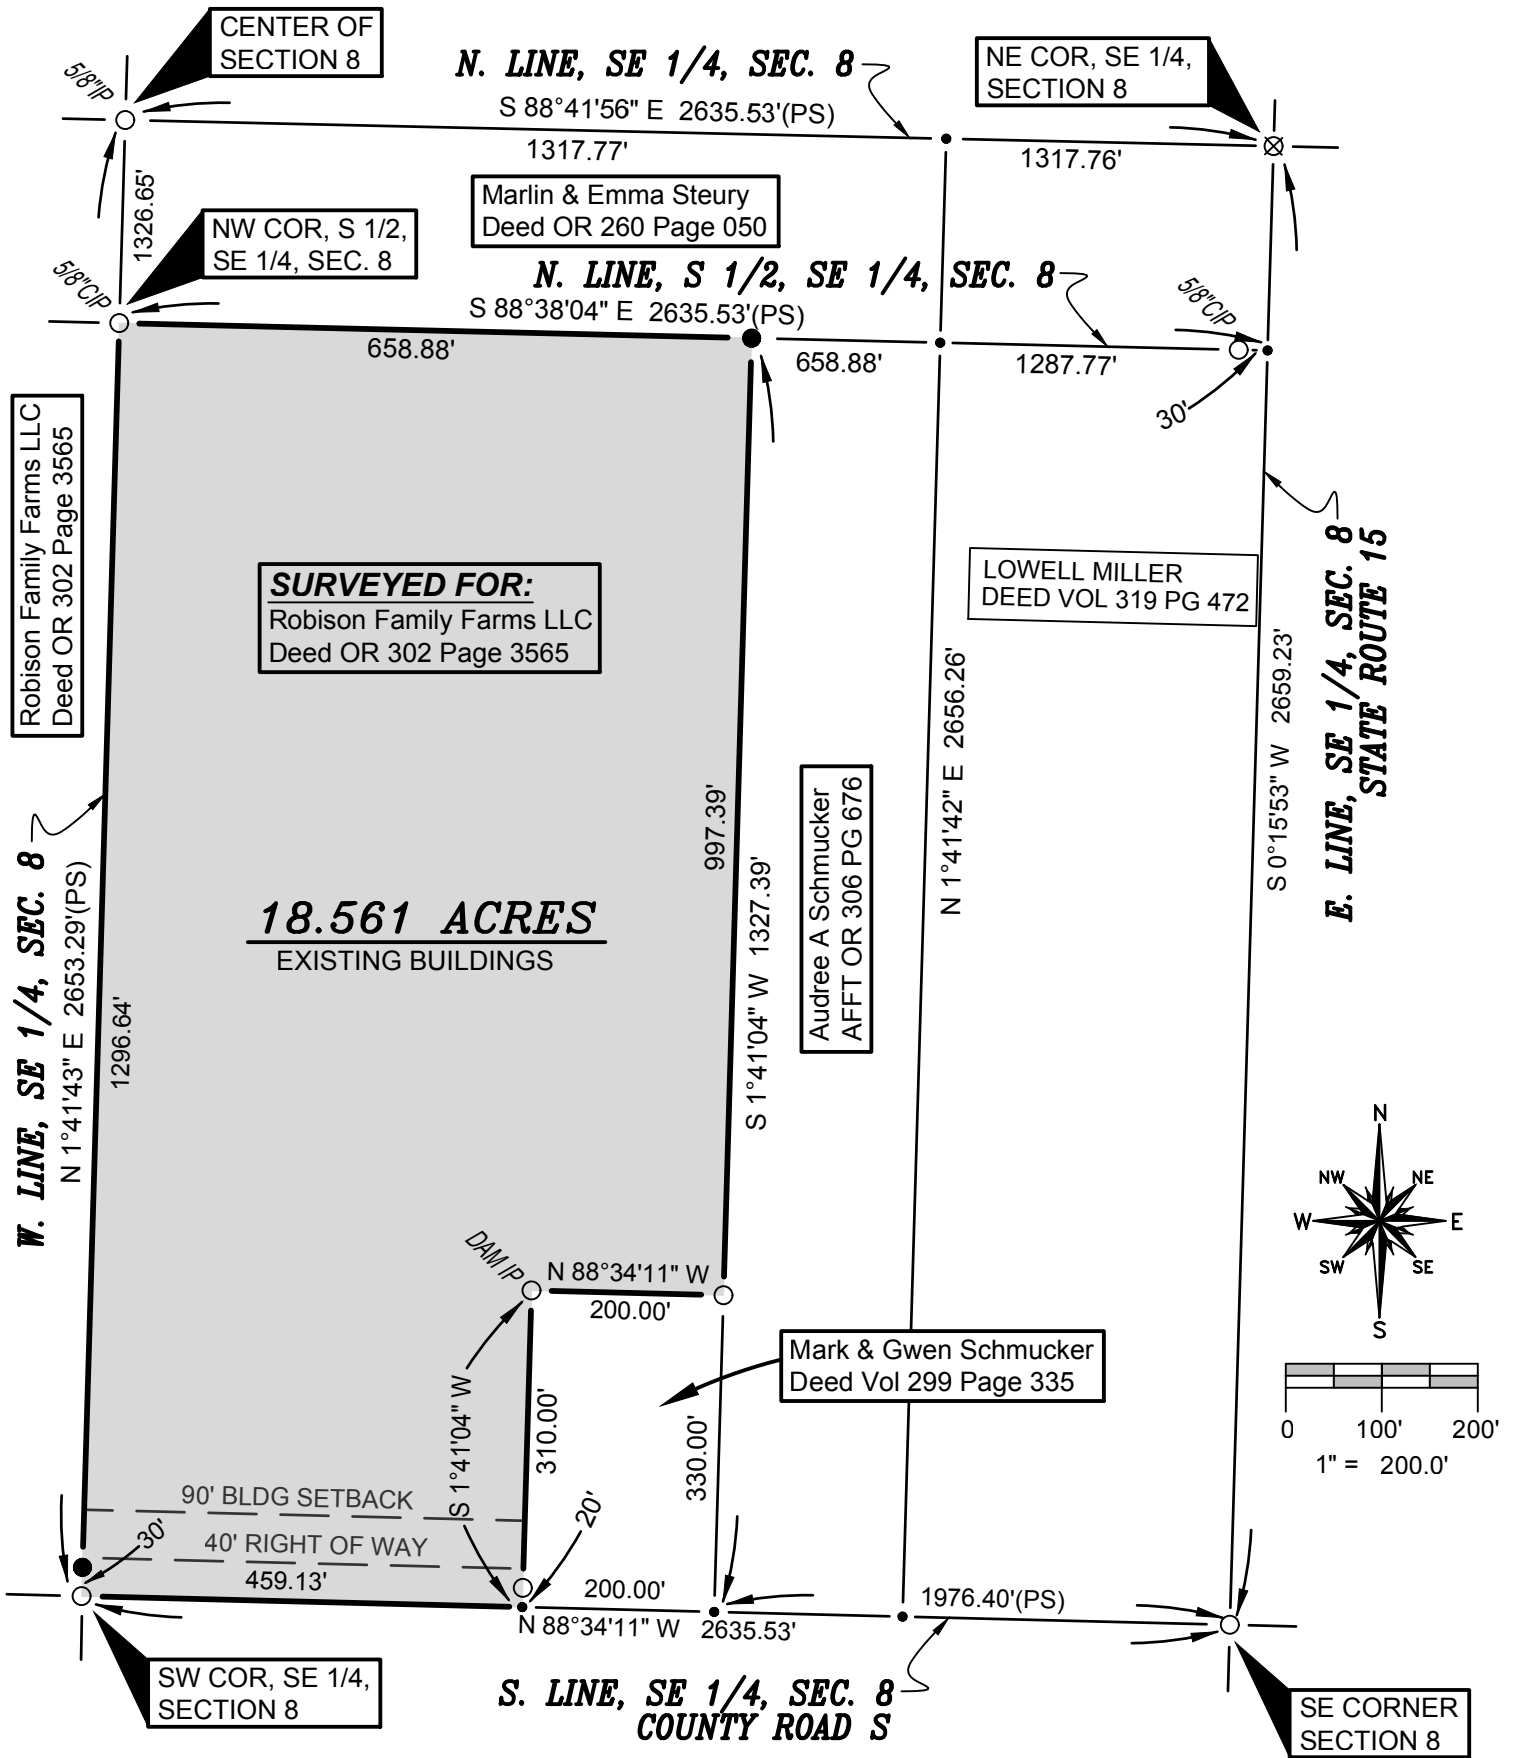 CENTER OF
SECTION 8
5/8"IP
N. LINE, SE 1/4, SEC. 8
S 88°41'56" E 2635.53'(PS)
NE COR, SE 1/4,
SECTION 8
1317.77'
1317.76'
1326.65'
Marlin & Emma Steury
Deed OR 260 Page 050
NW COR, S 1/2,
SE 1/4, SEC. 8
5/8"CIP
N. LINE, S 1/2, SE 1/4, SEC. 8
S 88°38'04" E 2635.53'(PS)
5/8"CIP
658.88'
658.88'
1287.77'
30'
Robison Family Farms LLC
Deed OR 302 Page 3565
SURVEYED FOR:
Robison Family Farms LLC
Deed OR 302 Page 3565
LOWELL MILLER
DEED VOL 319 PG 472
E. LINE, SE 1/4, SEC. 8
STATE ROUTE 15
S 0°15'53" W 2659.23'
N 1°41'42" E 2656.26'
Audree A Schmucker
AFFT OR 306 PG 676
997.39'
S 1°41'04" W 1327.39'
W. LINE, SE 1/4, SEC. 8
N 1°41'43" E 2653.29'(PS)
1296.64'
18.561 ACRES
EXISTING BUILDINGS
N
NW
NE
W
E
SW
SE
S
DAM IP
N 88°34'11" W
200.00'
Mark & Gwen Schmucker
Deed Vol 299 Page 335
S 1°41'04" W
310.00'
330.00'
0
100'
200'
1" = 200.0'
90' BLDG SETBACK
30'
40' RIGHT OF WAY
20'
459.13'
200.00'
1976.40'(PS)
N 88°34'11" W 2635.53'
SW COR, SE 1/4,
SECTION 8
S. LINE, SE 1/4, SEC. 8
COUNTY ROAD S
SE CORNER
SECTION 8